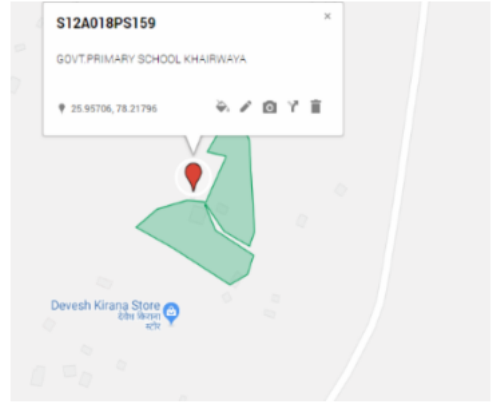 S12A018PS159
GOVT.PRIMARY SCHOOL KHAIRWAYA
25.95706, 78.21796
Devesh Kirana Store
देवेश किराना
स्टोर